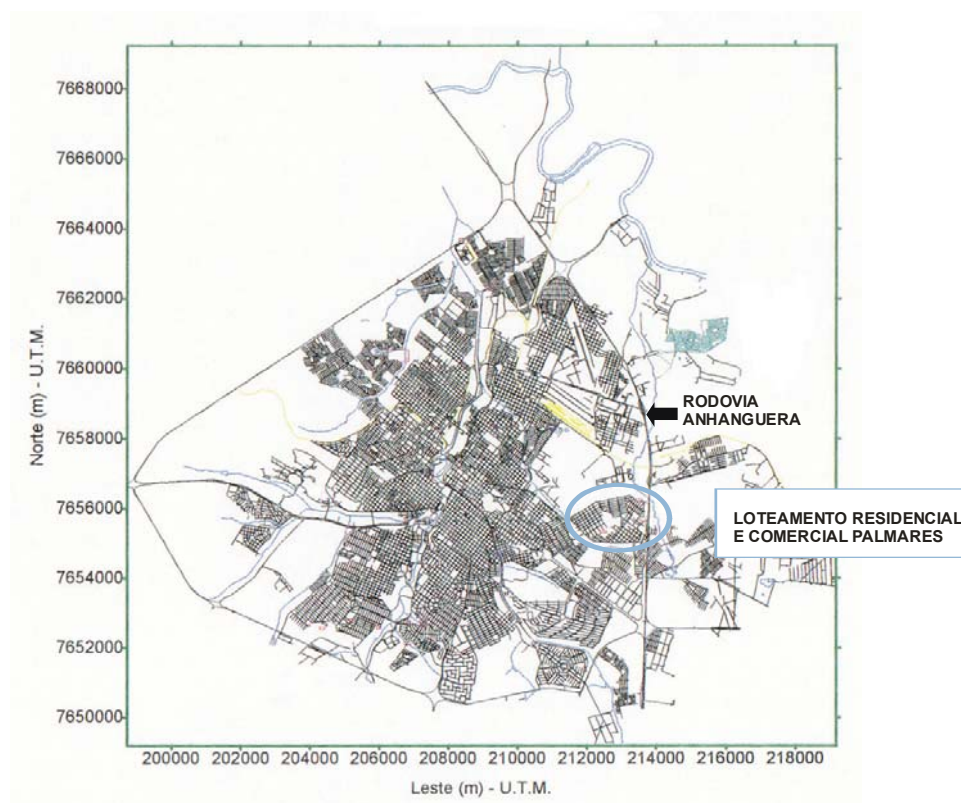 7668000
7666000
7664000
7662000
7660000
7658000
7656000
7654000
7652000
7650000
Norte (m) - U.T.M.
RODOVIA
ANHANGUERA
LOTEAMENTO RESIDENCIAL
E COMERCIAL PALMARES
200000 202000 204000 206000 208000 210000 212000 214000 216000 218000
Leste (m) - U.T.M.